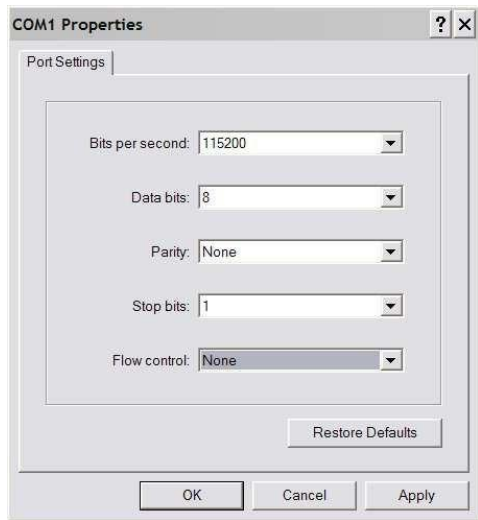 COM1 Properties
Port Settings
Bits per second: 115200
Data bits: 8
Parity: None
Stop bits: 1
Flow control: None
Restore Defaults
OK Cancel Apply